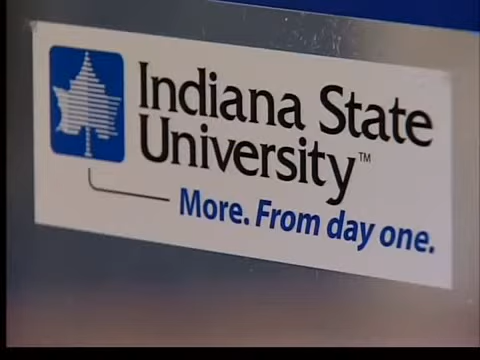 Indiana State
University™
More. From day one.